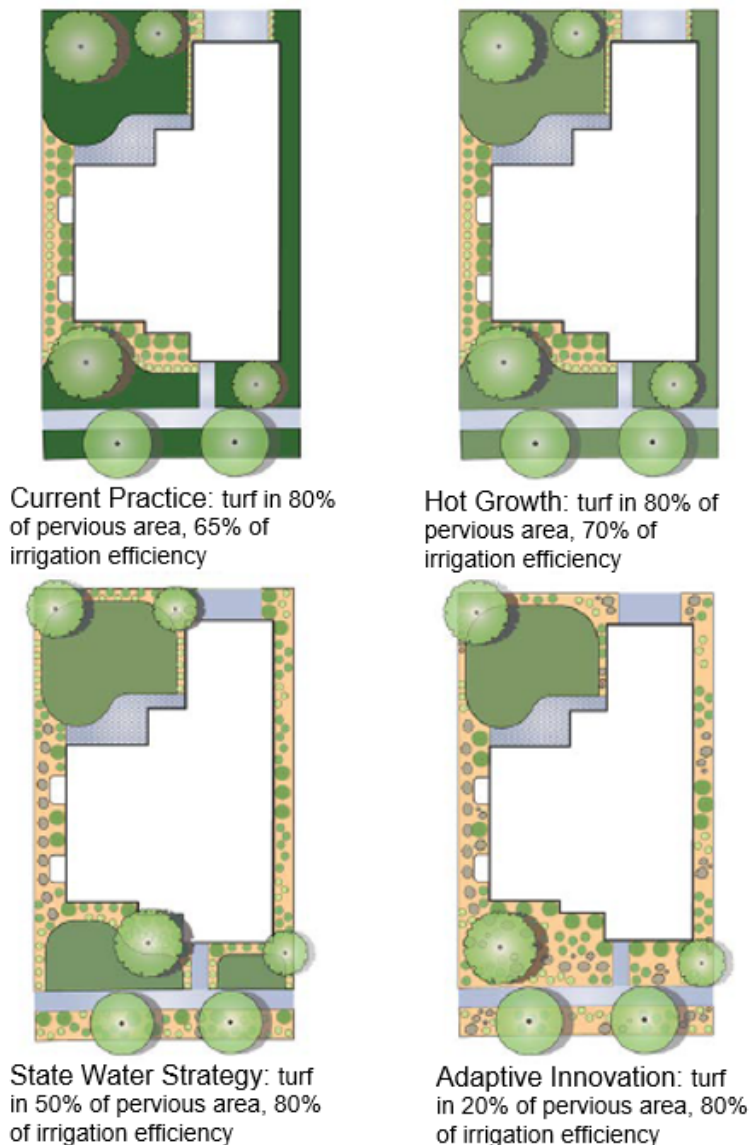 Current Practice: turf in 80%
of pervious area, 65% of
irrigation efficiency
Hot Growth: turf in 80% of
pervious area, 70% of
irrigation efficiency
State Water Strategy: turf
in 50% of pervious area, 80%
of irrigation efficiency
Adaptive Innovation: turf
in 20% of pervious area, 80%
of irrigation efficiency